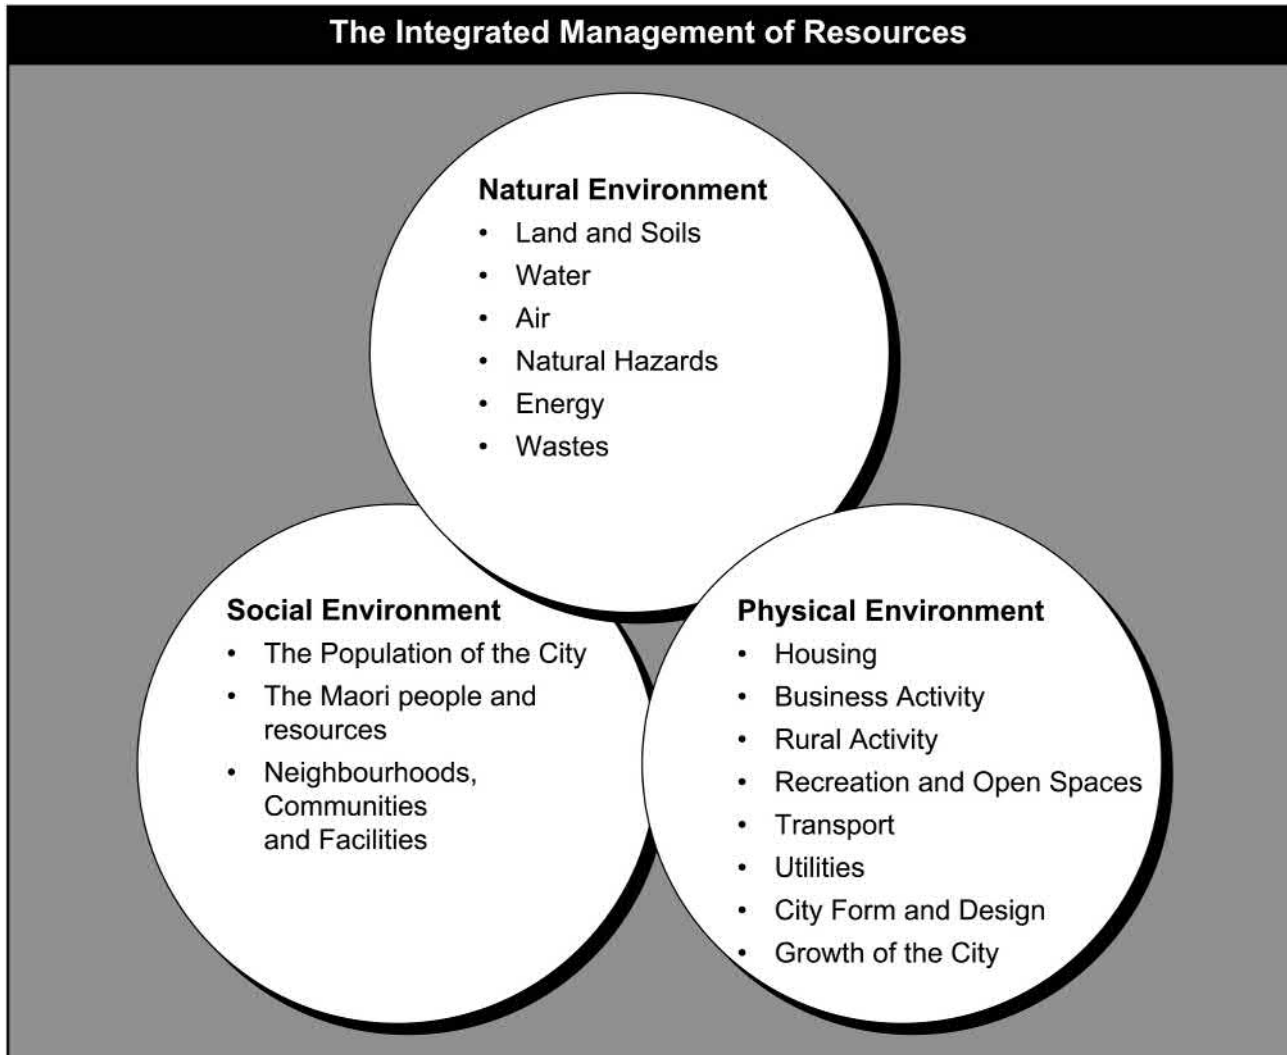 The Integrated Management of Resources
Natural Environment
• Land and Soils
• Water
• Air
• Natural Hazards
• Energy
• Wastes
Social Environment
• The Population of the City
• The Maori people and
resources
• Neighbourhoods,
Communities
and Facilities
Physical Environment
• Housing
• Business Activity
• Rural Activity
• Recreation and Open Spaces
• Transport
• Utilities
• City Form and Design
• Growth of the City